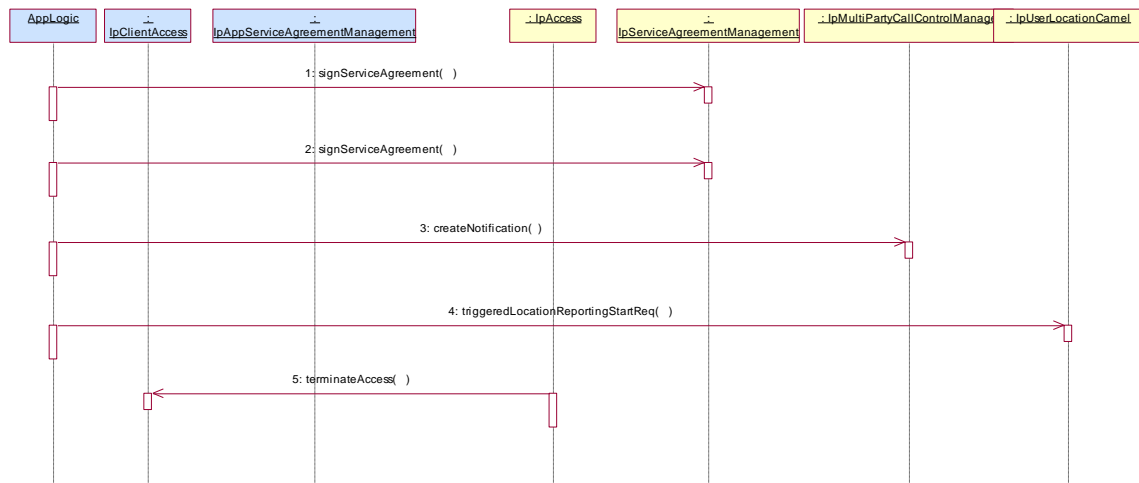 AppLogic
:
IpClientAccess
:
IpAppServiceAgreementManagement
: IpAccess
:
IpServiceAgreementManagement
: IpMultiPartyCallControlManage
: IpUserLocationCamel
1: signServiceAgreement( )
2: signServiceAgreement( )
3: createNotification( )
4: triggeredLocationReportingStartReq( )
5: terminateAccess( )